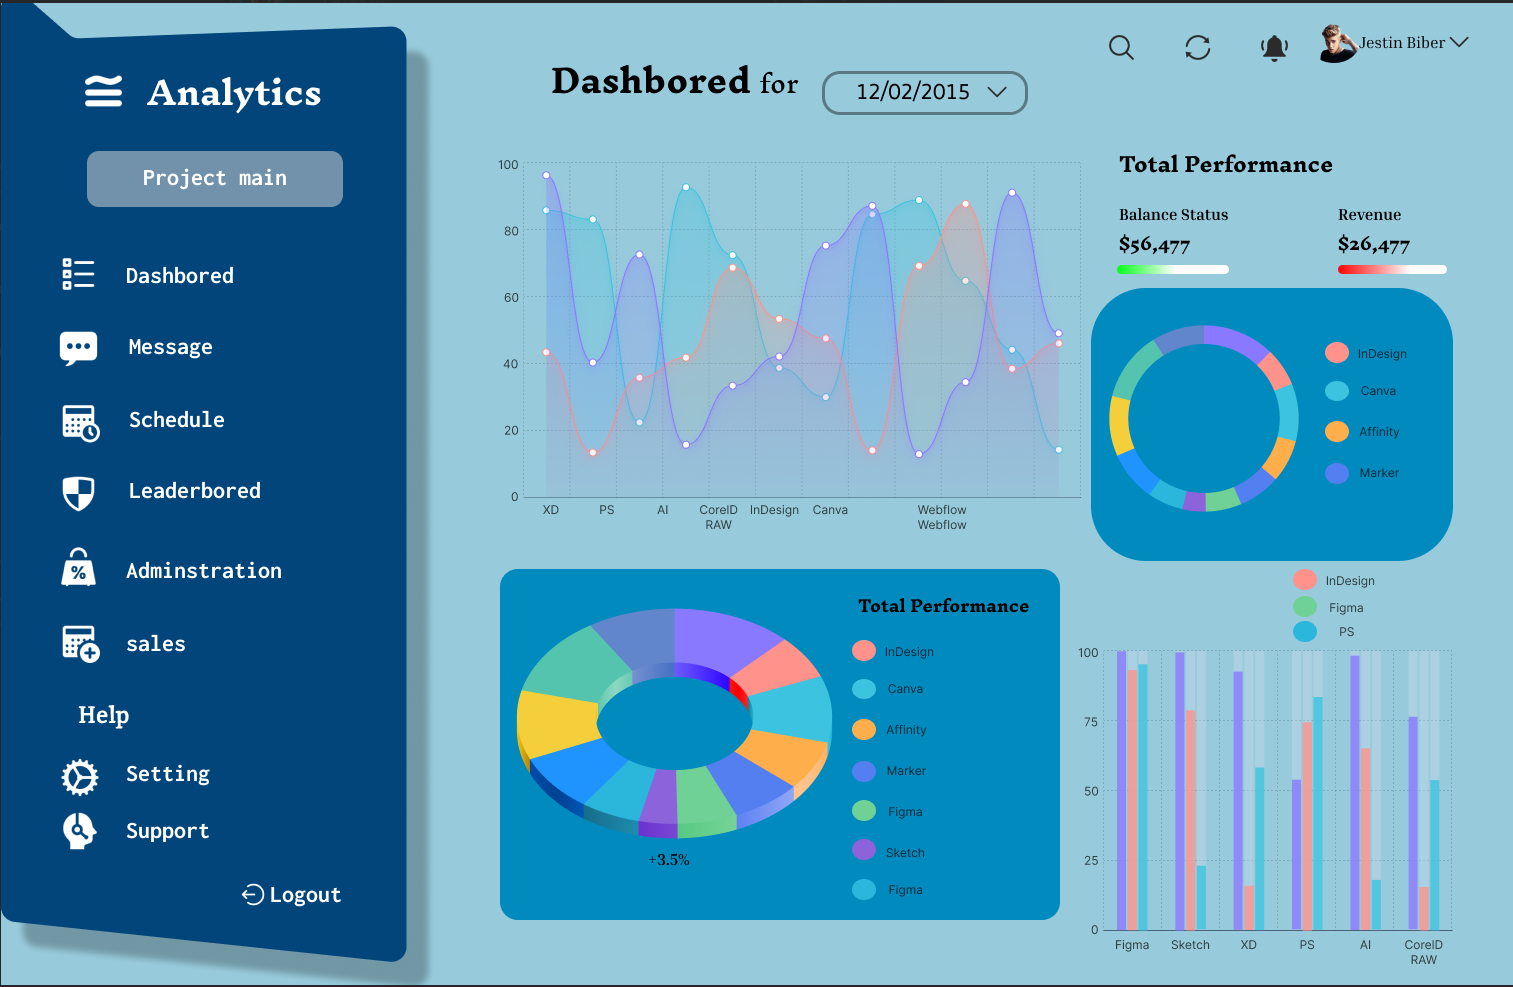 Analytics
Project main
Dashbored
Message
Schedule
Leaderbored
Adminstration
sales
Help
Setting
Support
Logout
Dashbored for
12/02/2015
Jestin Biber
100
80
60
40
20
0
XD PS AI CorelD InDesign Canva Webflow
RAW Webflow
Total Performance
Balance Status Revenue
$56,477 $26,477
InDesign
Canva
Affinity
Marker
Total Performance
InDesign
Canva
Affinity
Marker
Figma
Sketch
Figma
+3.5%
%
InDesign
Figma
PS
100
75
50
25
0
Figma Sketch XD PS AI CorelD
RAW